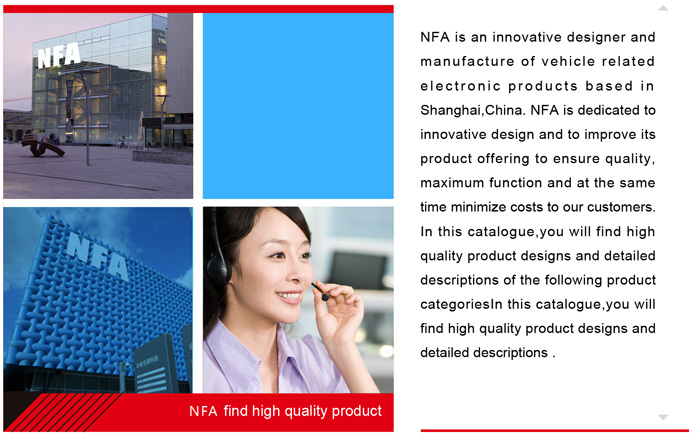 NFA
NFA
NFA find high quality product
NFA is an innovative designer and
manufacture of vehicle related
electronic products based in
Shanghai,China. NFA is dedicated to
innovative design and to improve its
product offering to ensure quality,
maximum function and at the same
time minimize costs to our customers.
In this catalogue,you will find high
quality product designs and detailed
descriptions of the following product
categoriesIn this catalogue,you will
find high quality product designs and
detailed descriptions .